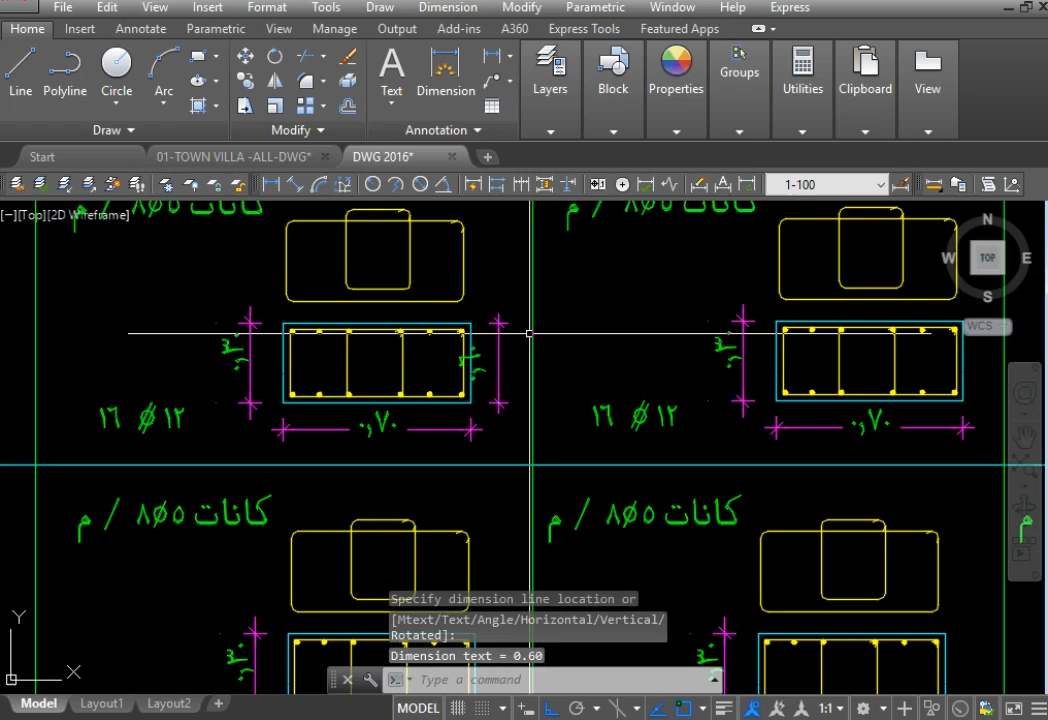 File Edit View Insert Format Tools Draw Dimension Modify Parametric Window Help Express
Home Insert Annotate Parametric View Manage Output Add-ins A360 Express Tools Featured Apps
Line Polyline Circle Arc Text Dimension Layers Block Properties Groups Utilities Clipboard View
Draw Modify Annotation
Start 01-TOWN VILLA -ALL-DWG* DWG 2016*
1-100
[−][Top][2D Wireframe]
كانات ٨Ø٥ / م
كانات ٨Ø٥ / م
N
W TOP E
S
WCS
١٦ Ø ١٢
٠,٧٠
١٦ Ø ١٢
٠,٧٠
كانات ٨Ø٥ / م
كانات ٨Ø٥ / م
م
Specify dimension line location or
[Mtext/Text/Angle/Horizontal/Vertical/
Rotated]:
Dimension text = 0.60
Type a command
Y
X
Model Layout1 Layout2 + MODEL 1:1